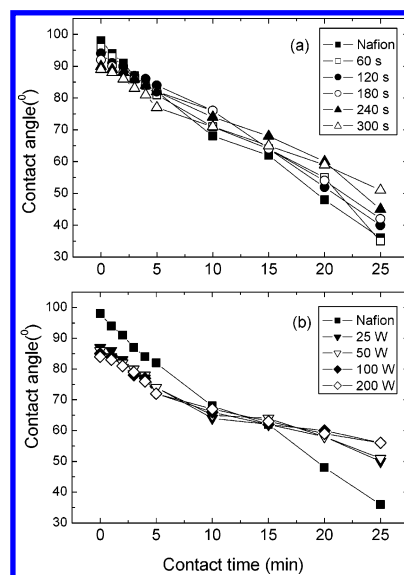 (a)
Nafion
60 s
120 s
180 s
240 s
300 s
Contact angle(⁰)
100
90
80
70
60
50
40
30
0 5 10 15 20 25
(b)
Nafion
25 W
50 W
100 W
200 W
Contact angle(⁰)
100
90
80
70
60
50
40
30
0 5 10 15 20 25
Contact time (min)